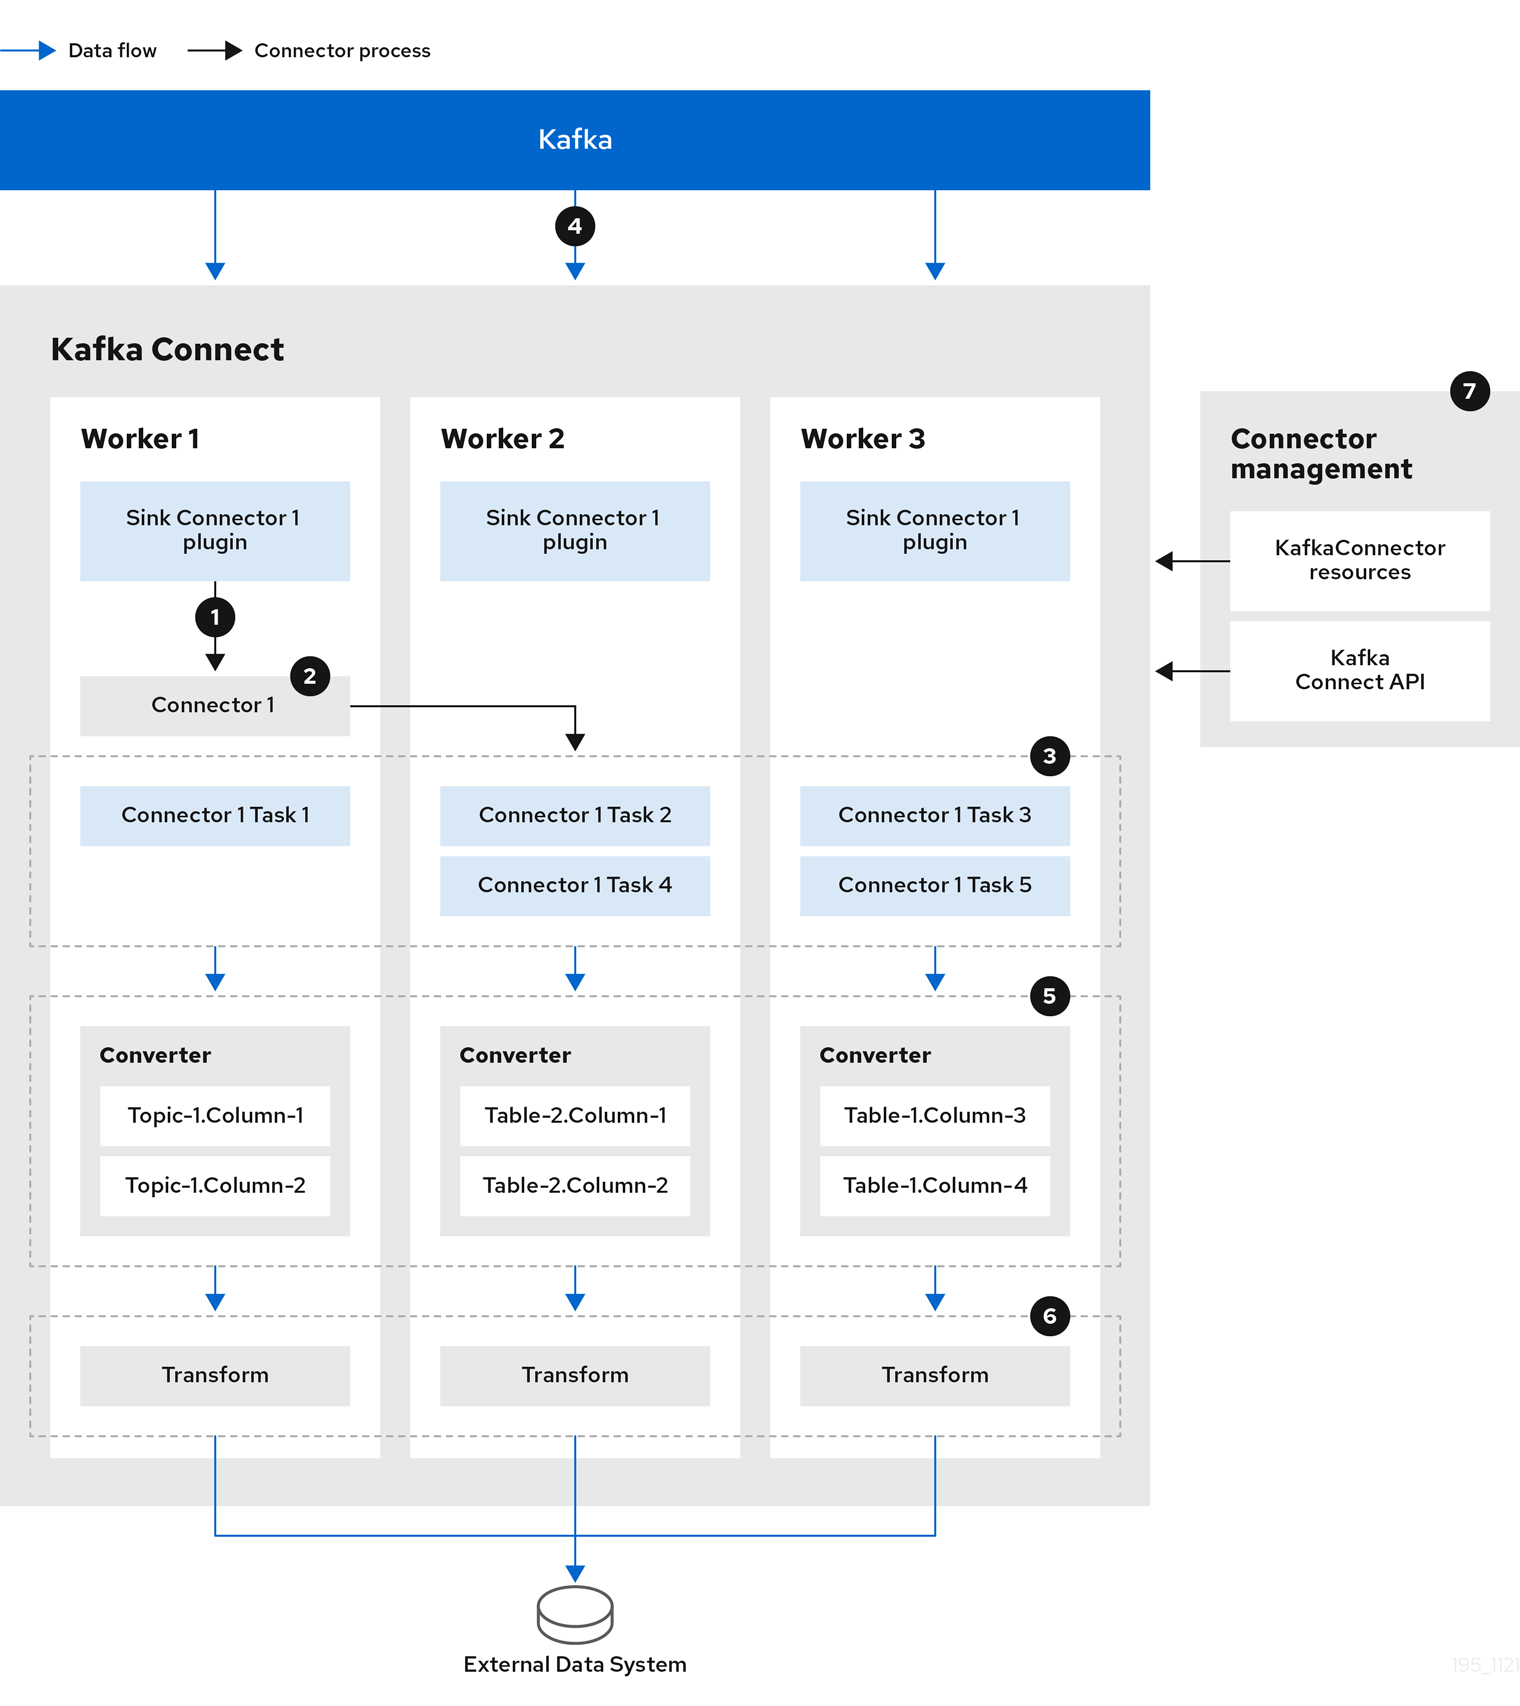 Data flow
Connector process
Kafka
4
Kafka Connect
7
Worker 1
Worker 2
Worker 3
Connector
management
Sink Connector 1
plugin
Sink Connector 1
plugin
Sink Connector 1
plugin
KafkaConnector
resources
1
Kafka
Connect API
2
Connector 1
3
Connector 1 Task 1
Connector 1 Task 2
Connector 1 Task 3
Connector 1 Task 4
Connector 1 Task 5
5
Converter
Converter
Converter
Topic-1.Column-1
Table-2.Column-1
Table-1.Column-3
Topic-1.Column-2
Table-2.Column-2
Table-1.Column-4
6
Transform
Transform
Transform
External Data System
195_1121